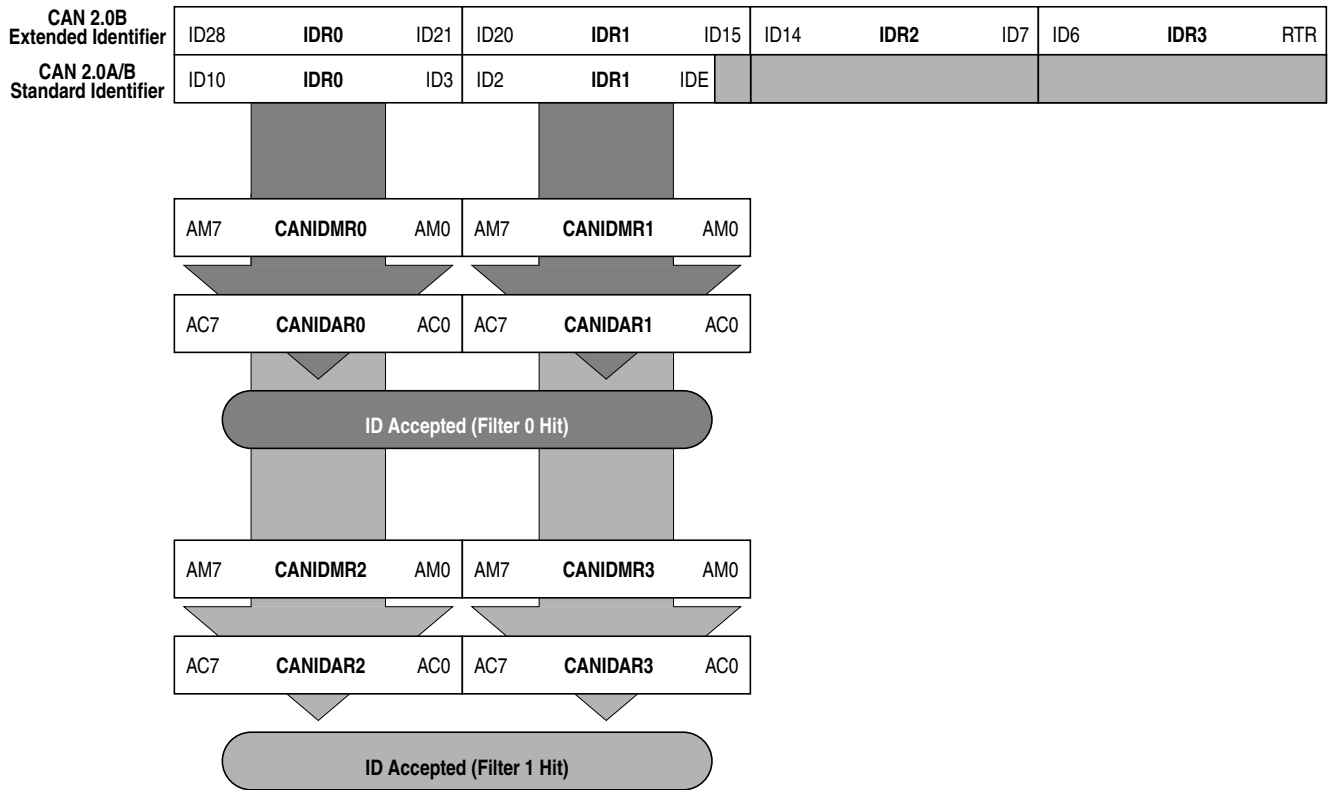 CAN 2.0B
Extended Identifier
ID28 IDR0 ID21 ID20 IDR1 ID15 ID14 IDR2 ID7 ID6 IDR3 RTR
CAN 2.0A/B
Standard Identifier
ID10 IDR0 ID3 ID2 IDR1 IDE
AM7 CANIDMR0 AM0 AM7 CANIDMR1 AM0
AC7 CANIDAR0 AC0 AC7 CANIDAR1 AC0
ID Accepted (Filter 0 Hit)
AM7 CANIDMR2 AM0 AM7 CANIDMR3 AM0
AC7 CANIDAR2 AC0 AC7 CANIDAR3 AC0
ID Accepted (Filter 1 Hit)